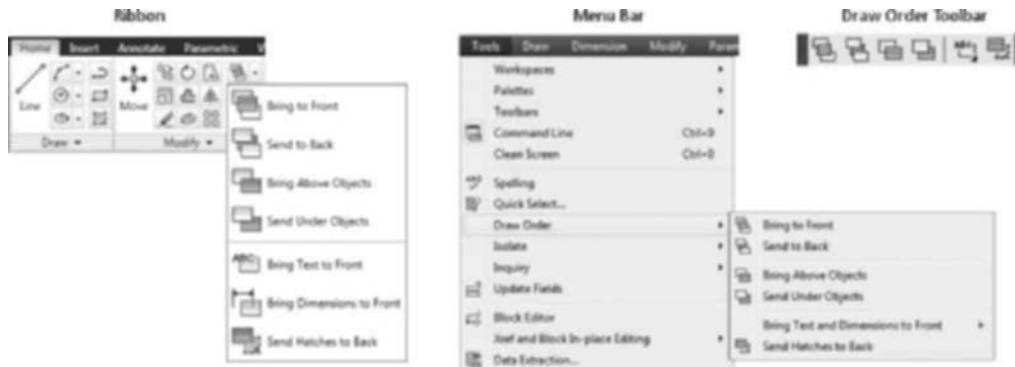 Ribbon
Home Insert Annotate Parametric
Line
Move
Draw
Modify
Bring to Front
Send to Back
Bring Above Objects
Send Under Objects
ABC
Bring Text to Front
Bring Dimensions to Front
Send Hatches to Back
Menu Bar
Tools Draw Dimension Modify Param
Workspaces
Palettes
Toolbars
Command Line Ctrl+9
Clean Screen Ctrl+0
ABC
Spelling
Quick Select...
Draw Order
Isolate
Inquiry
Update Fields
Block Editor
Xref and Block In-place Editing
Data Extraction...
Bring to Front
Send to Back
Bring Above Objects
Send Under Objects
Bring Text and Dimensions to Front
Send Hatches to Back
Draw Order Toolbar